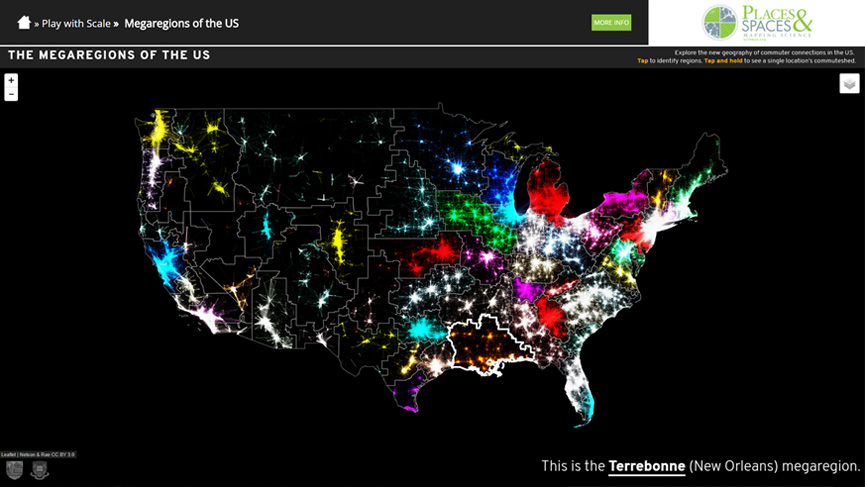 » Play with Scale » Megaregions of the US
MORE INFO
PLACES &
SPACES
MAPPING SCIENCE
THE MEGAREGIONS OF THE US
Explore the new geography of commuter connections in the US.
Tap to identify regions. Tap and hold to see a single location's commuteshed.
+
−
Leaflet | Nelson & Rae CC BY 3.0
This is the Terrebonne (New Orleans) megaregion.